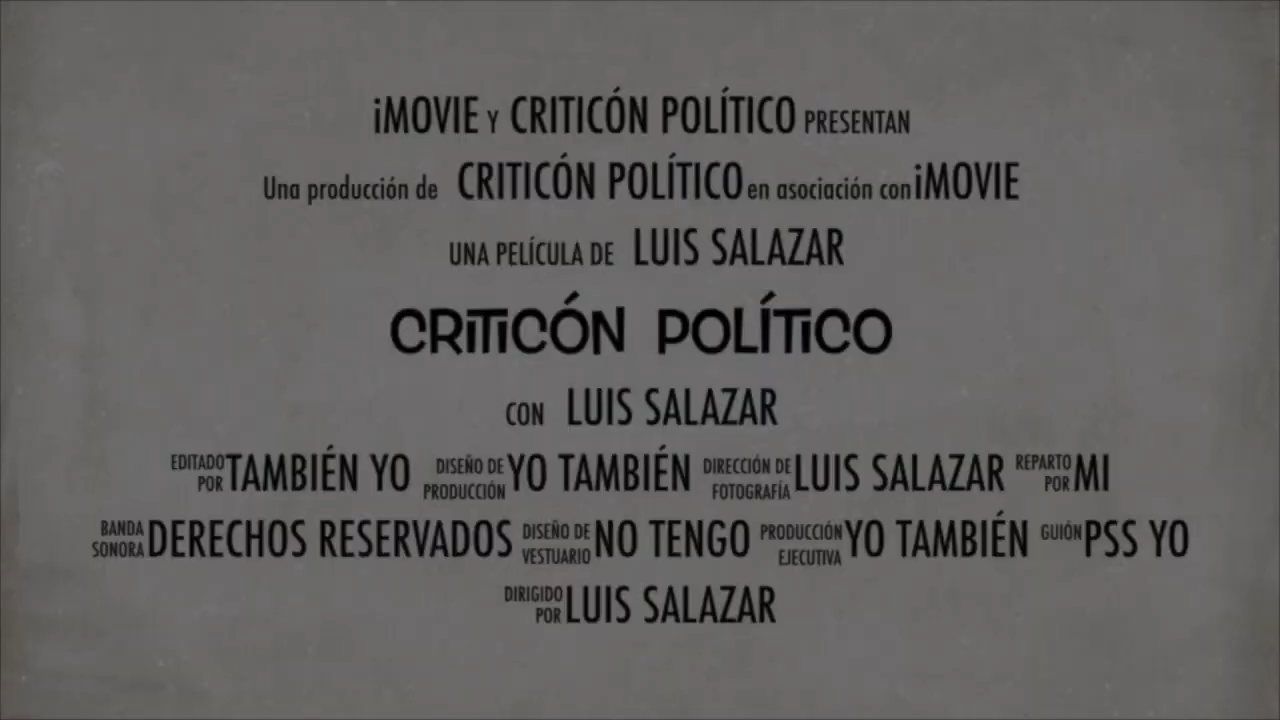 iMOVIE Y CRITICÓN POLÍTICO PRESENTAN
Una producción de CRITICÓN POLÍTICO en asociación con iMOVIE
UNA PELÍCULA DE LUIS SALAZAR
CRITICÓN POLÍTICO
CON LUIS SALAZAR
EDITADO POR TAMBIÉN YO DISEÑO DE PRODUCCIÓN YO TAMBIÉN DIRECCIÓN DE FOTOGRAFÍA LUIS SALAZAR REPARTO POR MI
BANDA SONORA DERECHOS RESERVADOS DISEÑO DE VESTUARIO NO TENGO PRODUCCIÓN EJECUTIVA YO TAMBIÉN GUIÓN PSS YO
DIRIGIDO POR LUIS SALAZAR